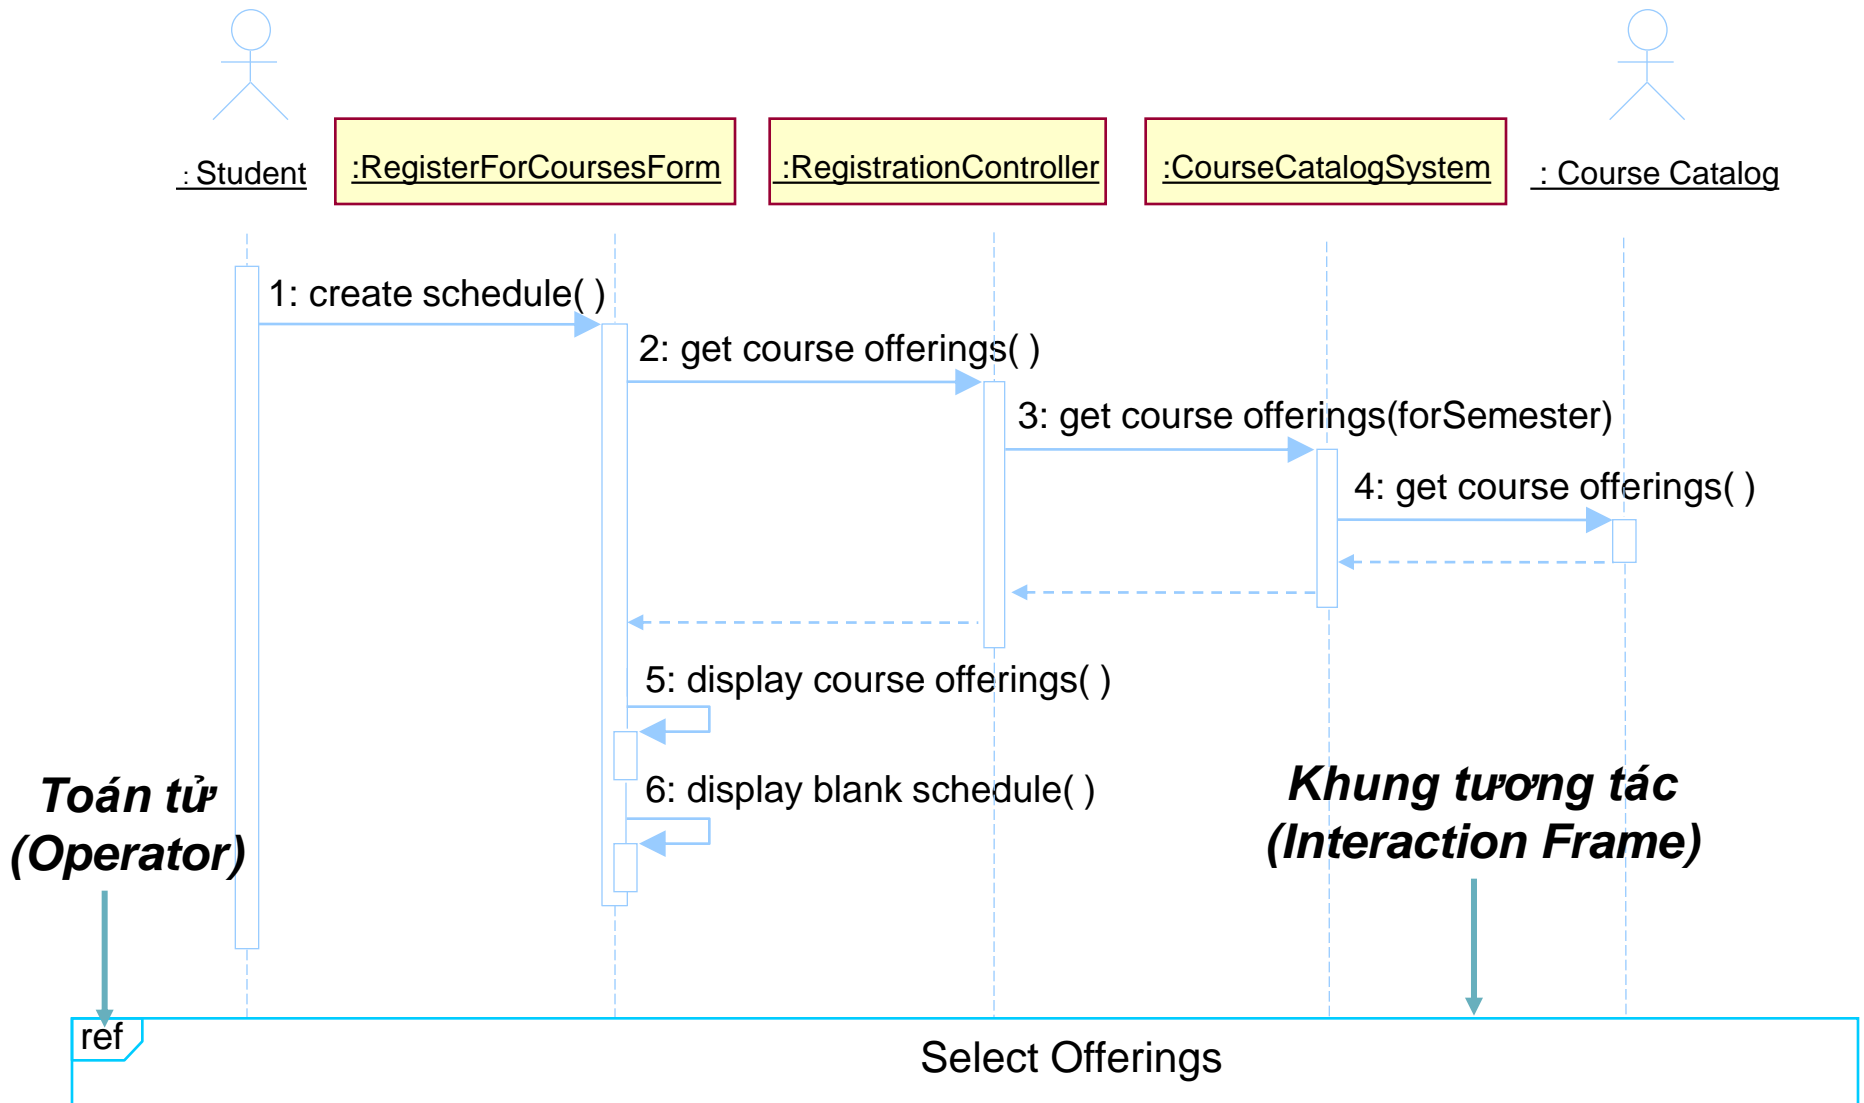 : Student
:RegisterForCoursesForm
:RegistrationController
:CourseCatalogSystem
: Course Catalog
1: create schedule( )
2: get course offerings( )
3: get course offerings(forSemester)
4: get course offerings( )
5: display course offerings( )
6: display blank schedule( )
Toán tử
(Operator)
Khung tương tác
(Interaction Frame)
ref
Select Offerings